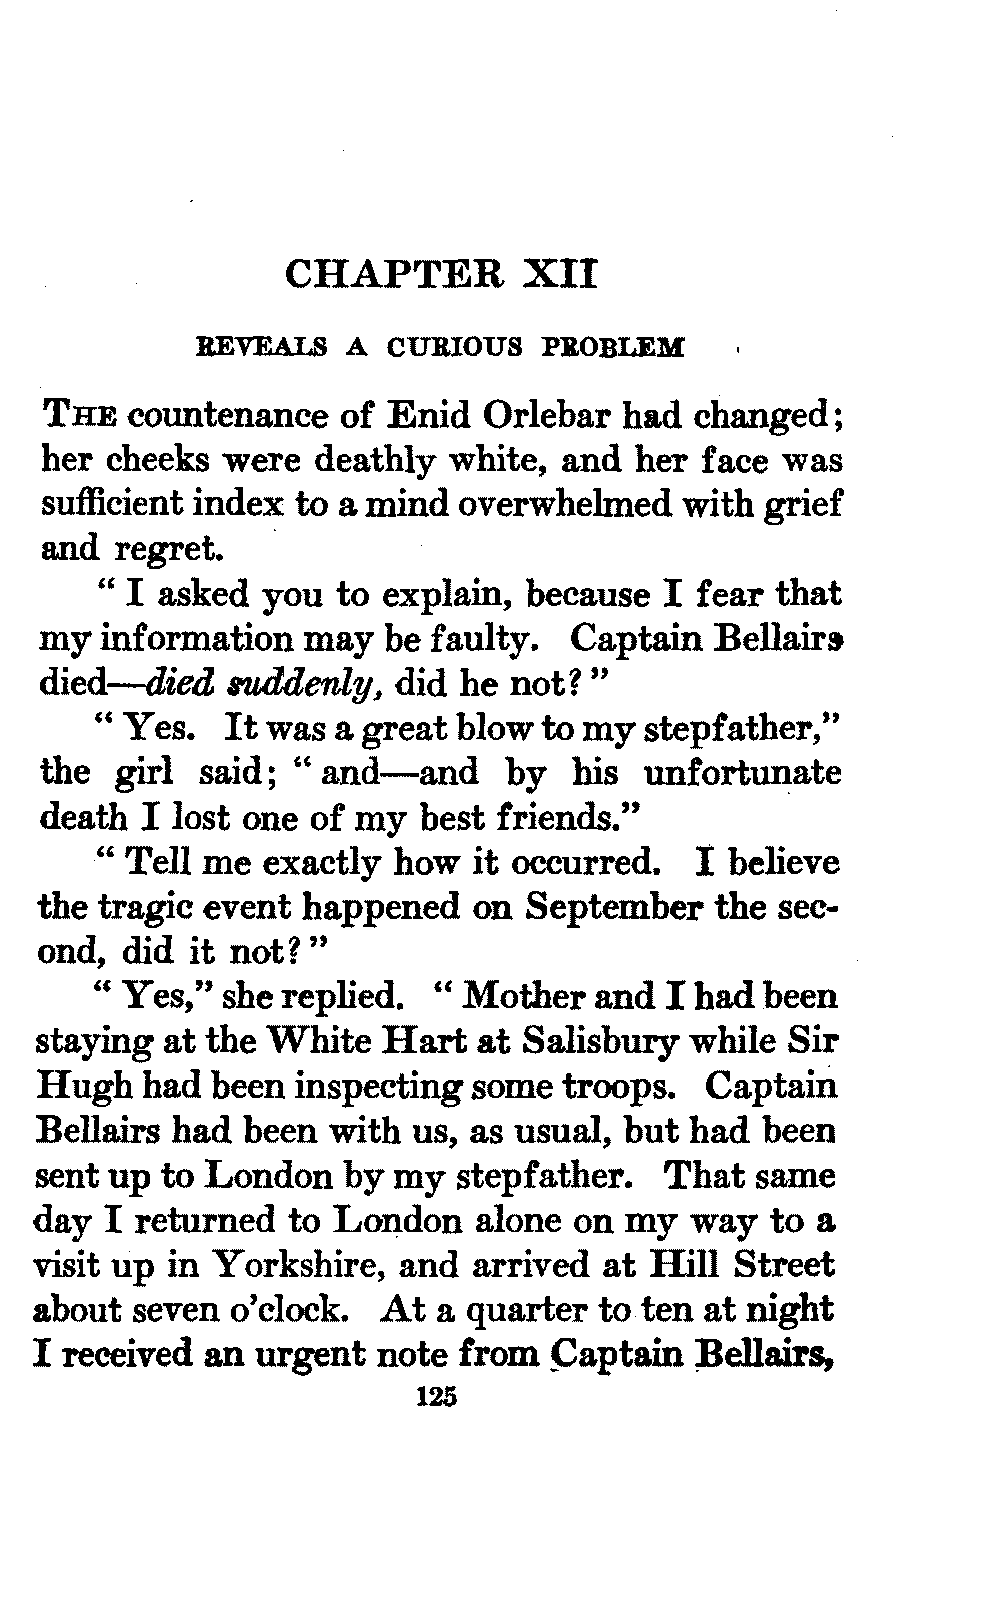 CHAPTER XII
REVEALS A CURIOUS PROBLEM
THE countenance of Enid Orlebar had changed;
her cheeks were deathly white, and her face was
sufficient index to a mind overwhelmed with grief
and regret.
“ I asked you to explain, because I fear that
my information may be faulty. Captain Bellairs
died—died suddenly, did he not? ”
“ Yes. It was a great blow to my stepfather,”
the girl said; “ and—and by his unfortunate
death I lost one of my best friends.”
“ Tell me exactly how it occurred. I believe
the tragic event happened on September the sec-
ond, did it not? ”
“ Yes,” she replied. “ Mother and I had been
staying at the White Hart at Salisbury while Sir
Hugh had been inspecting some troops. Captain
Bellairs had been with us, as usual, but had been
sent up to London by my stepfather. That same
day I returned to London alone on my way to a
visit up in Yorkshire, and arrived at Hill Street
about seven o’clock. At a quarter to ten at night
I received an urgent note from Captain Bellairs,
125